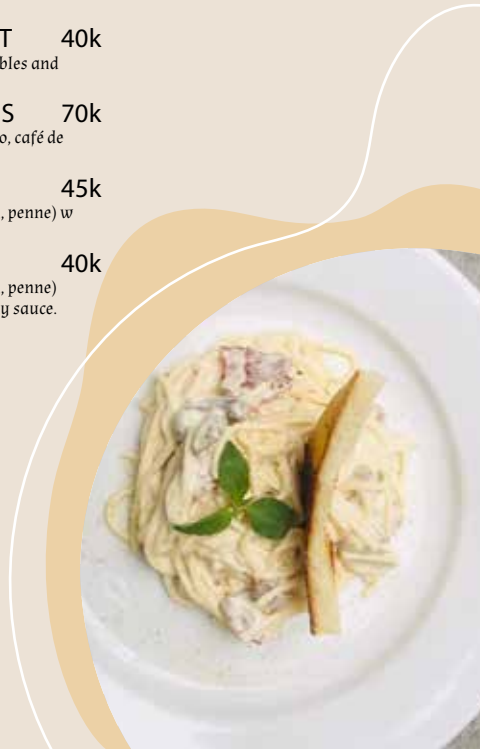 T 40k
bles and
S 70k
o, café de
45k
, penne) w
40k
, penne)
y sauce.